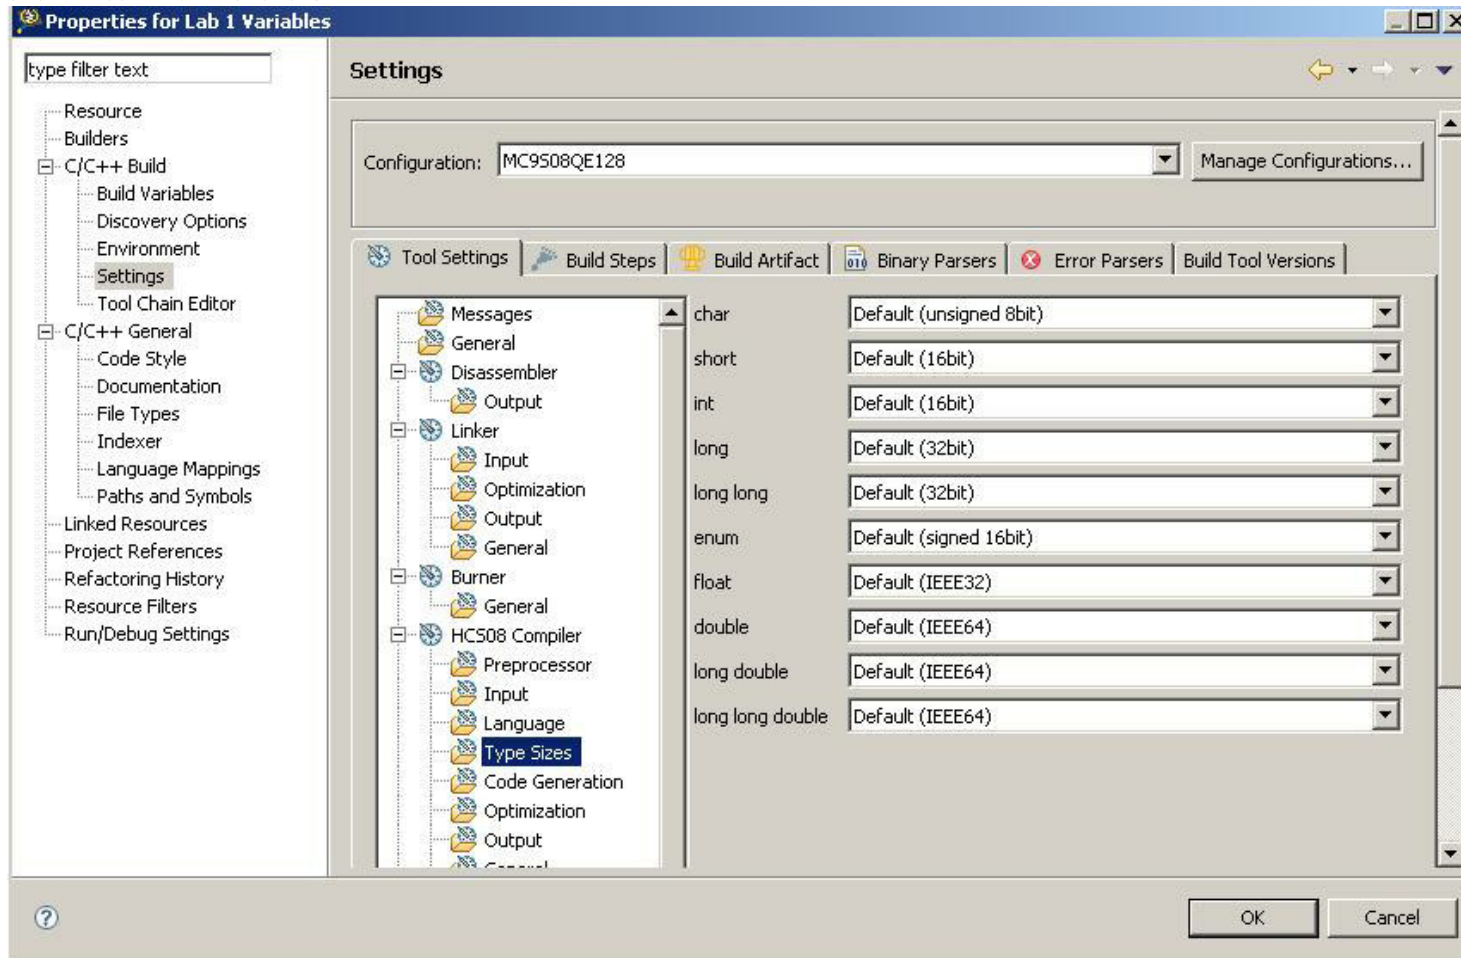 Properties for Lab 1 Variables
type filter text
Resource
Builders
C/C++ Build
Build Variables
Discovery Options
Environment
Settings
Tool Chain Editor
C/C++ General
Code Style
Documentation
File Types
Indexer
Language Mappings
Paths and Symbols
Linked Resources
Project References
Refactoring History
Resource Filters
Run/Debug Settings
Settings
Configuration: MC9S08QE128 Manage Configurations...
Tool Settings Build Steps Build Artifact 010 Binary Parsers Error Parsers Build Tool Versions
Messages
General
Disassembler
Output
Linker
Input
Optimization
Output
General
Burner
General
HCS08 Compiler
Preprocessor
Input
Language
Type Sizes
Code Generation
Optimization
Output
General
char Default (unsigned 8bit)
short Default (16bit)
int Default (16bit)
long Default (32bit)
long long Default (32bit)
enum Default (signed 16bit)
float Default (IEEE32)
double Default (IEEE64)
long double Default (IEEE64)
long long double Default (IEEE64)
? OK Cancel